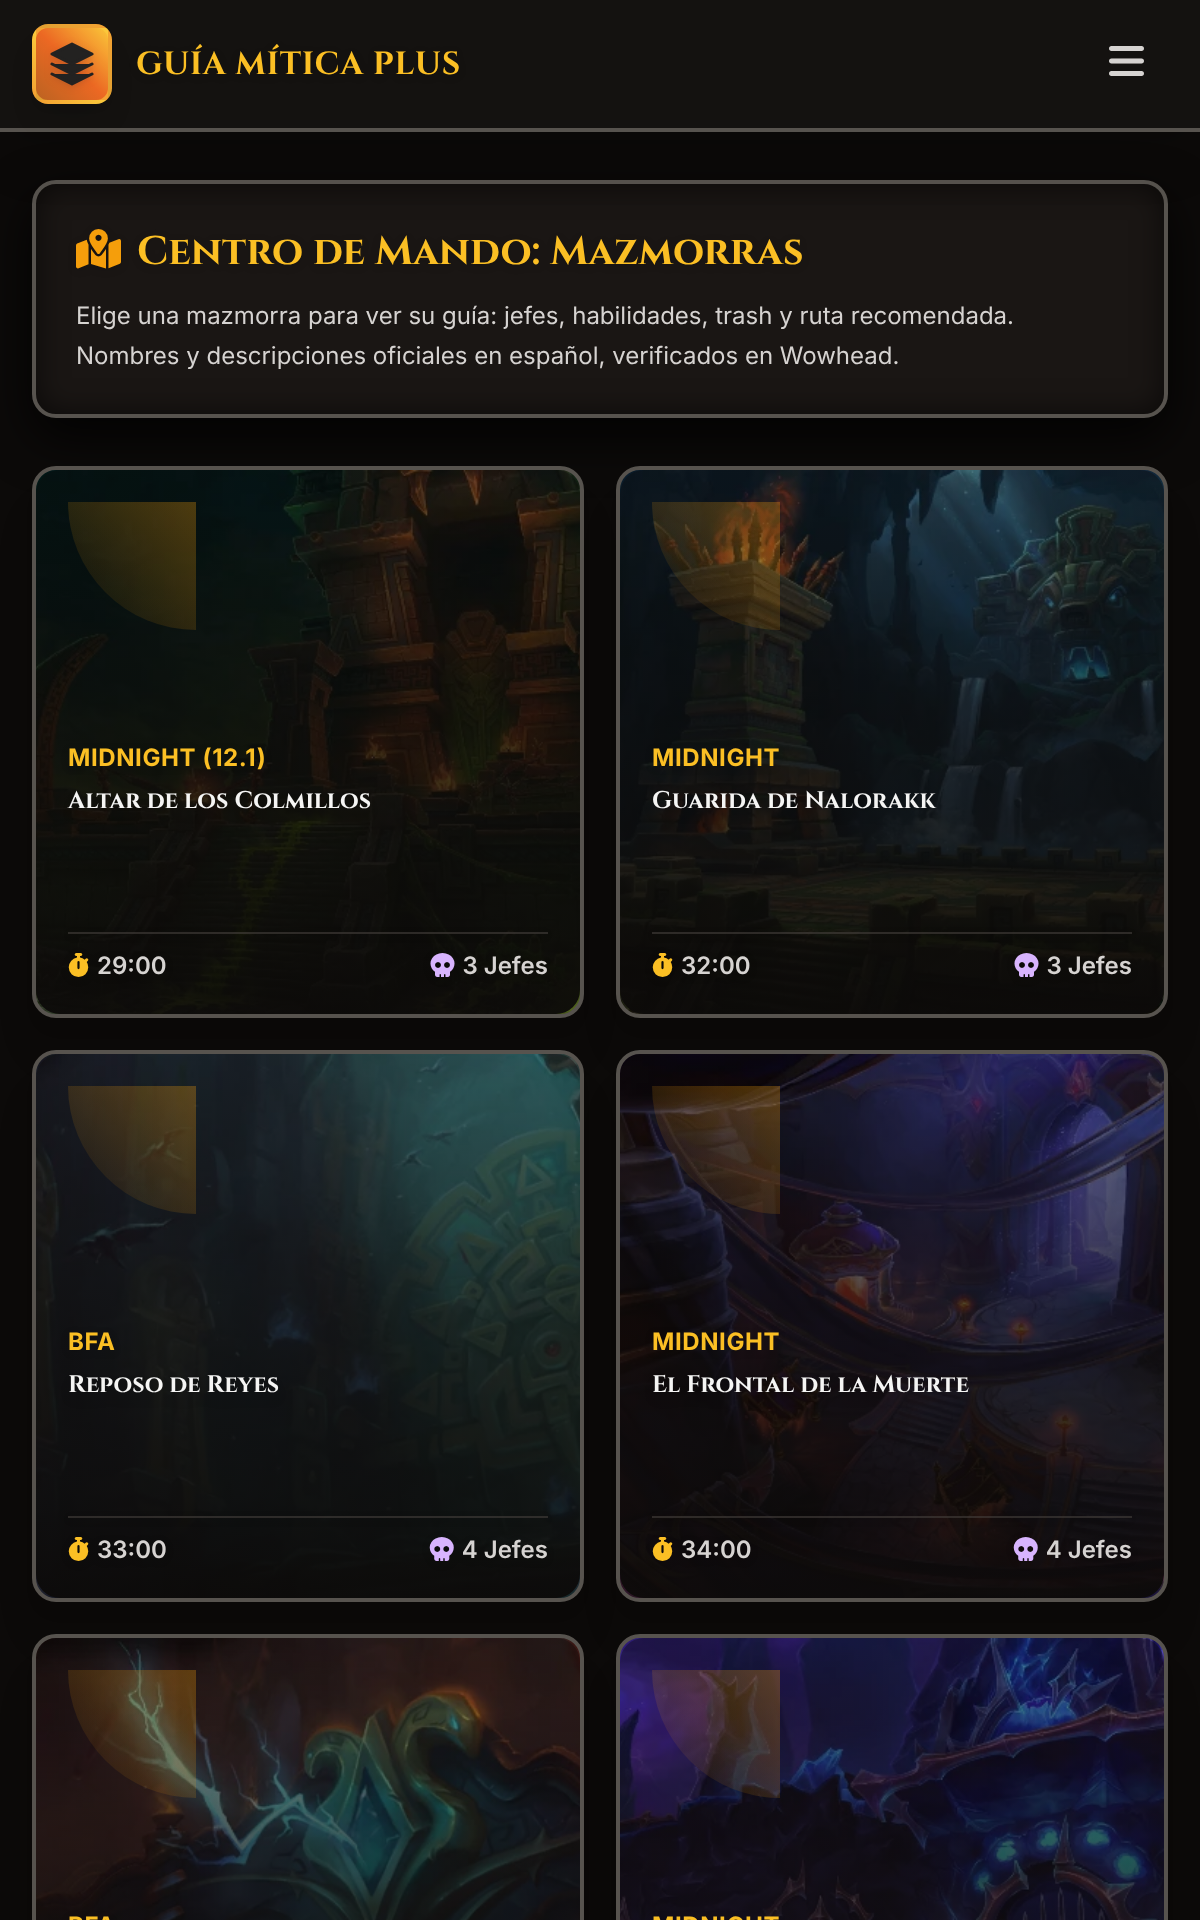 GUÍA MÍTICA PLUS
Centro de Mando: Mazmorras
Elige una mazmorra para ver su guía: jefes, habilidades, trash y ruta recomendada.
Nombres y descripciones oficiales en español, verificados en Wowhead.
MIDNIGHT (12.1)
Altar de los Colmillos
29:00
3 Jefes
MIDNIGHT
Guarida de Nalorakk
32:00
3 Jefes
BFA
Reposo de Reyes
33:00
4 Jefes
MIDNIGHT
El Frontal de la Muerte
34:00
4 Jefes
BFA
MIDNIGHT